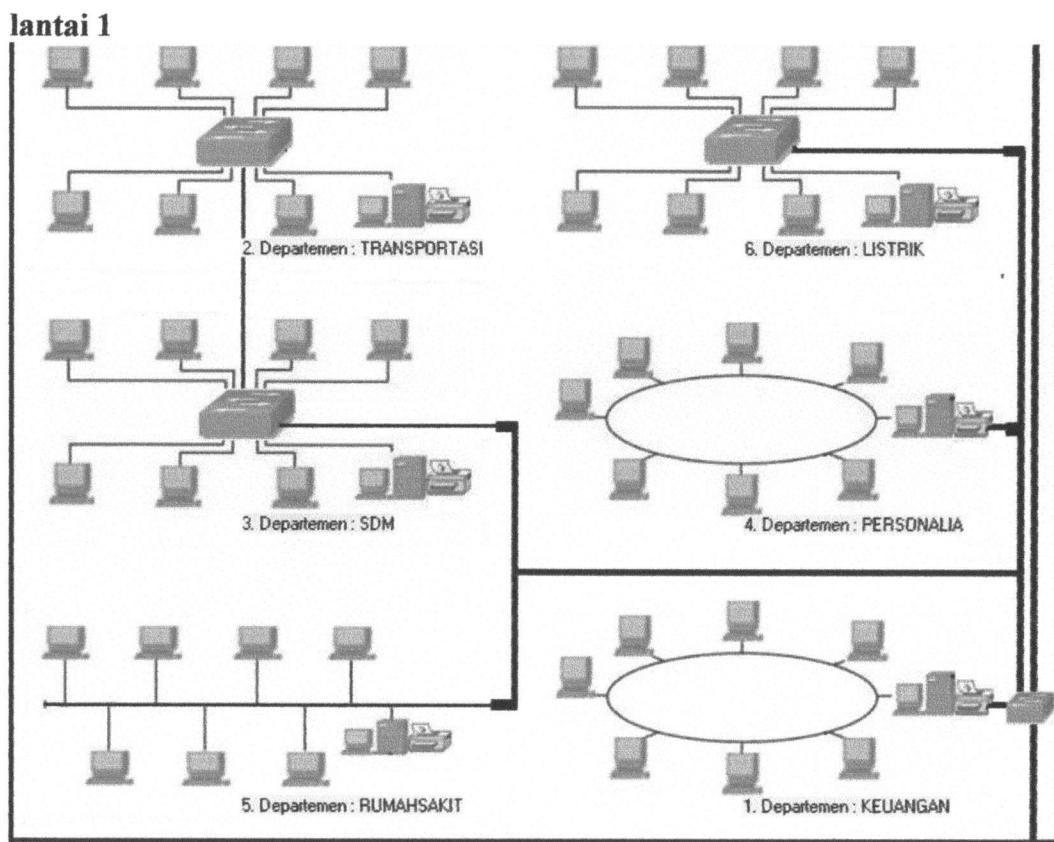 lantai 1
2. Departemen : TRANSPORTASI
6. Departemen : LISTRIK
3. Departemen : SDM
4. Departemen : PERSONALIA
5. Departemen : RUMAHSAKIT
1. Departemen : KEUANGAN